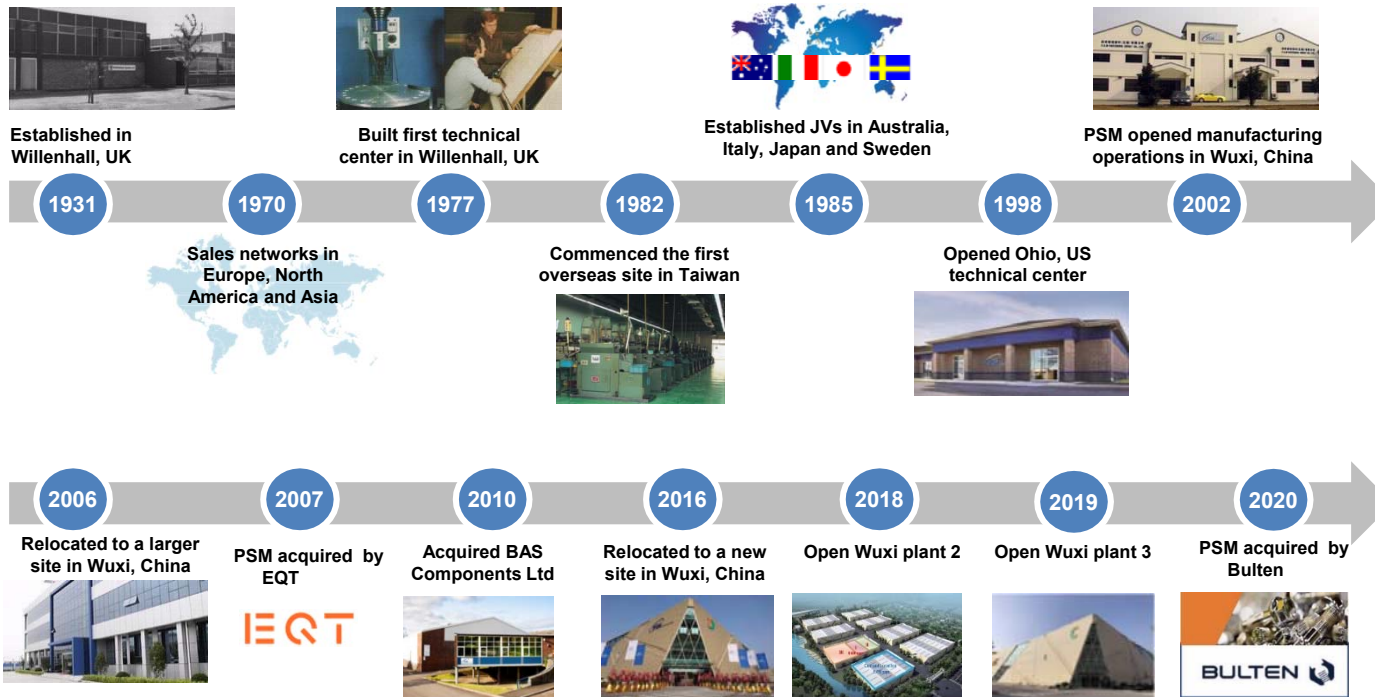 Established in
Willenhall, UK
Built first technical
center in Willenhall, UK
Established JVs in Australia,
Italy, Japan and Sweden
PSM opened manufacturing
operations in Wuxi, China
1931
1970
1977
1982
1985
1998
2002
Sales networks in
Europe, North
America and Asia
Commenced the first
overseas site in Taiwan
Opened Ohio, US
technical center
2006
2007
2010
2016
2018
2019
2020
Relocated to a larger
site in Wuxi, China
PSM acquired by
EQT
Acquired BAS
Components Ltd
Relocated to a new
site in Wuxi, China
Open Wuxi plant 2
Open Wuxi plant 3
PSM acquired by
Bulten
EQT
BULTEN